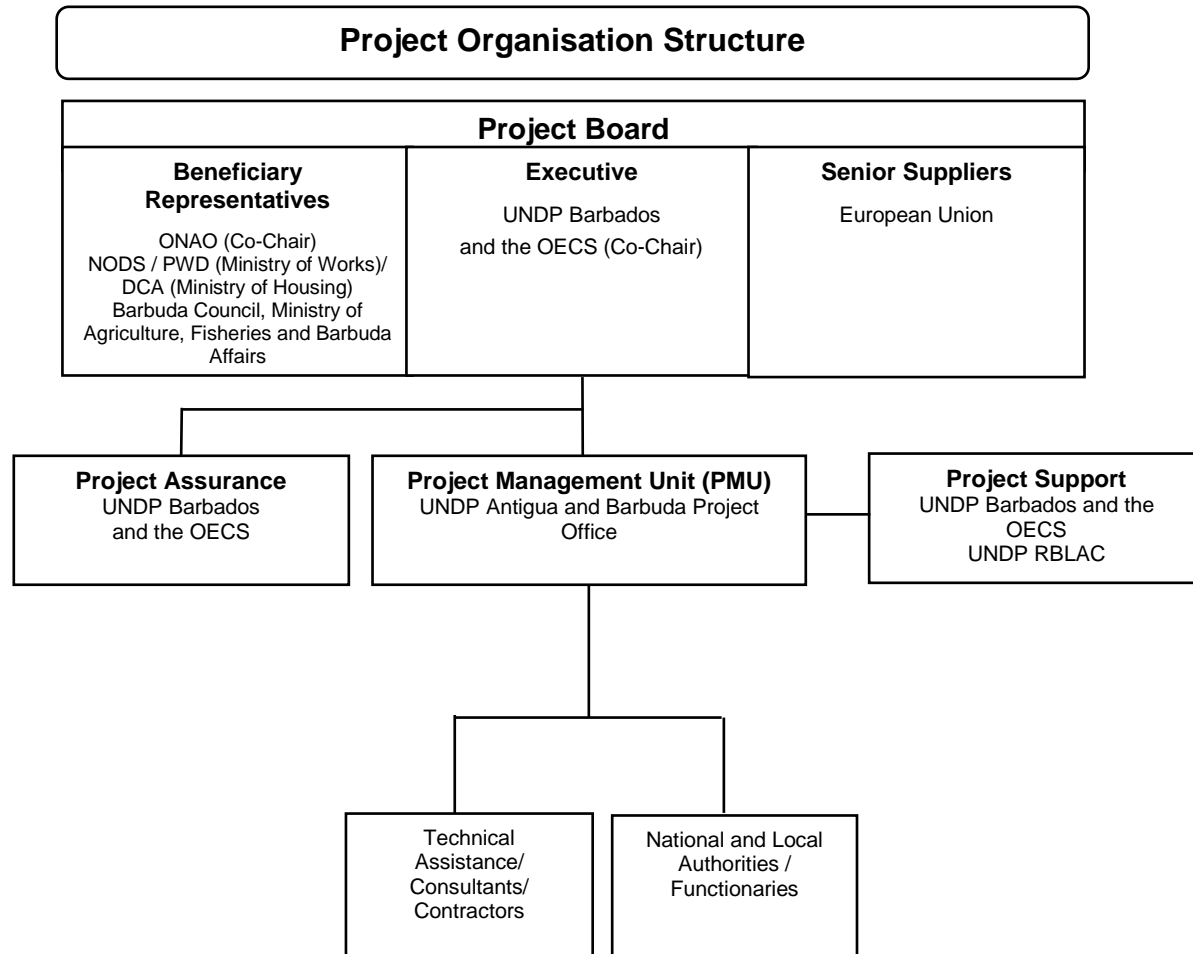 Project Organisation Structure
Project Board
Beneficiary
Representatives
ONAO (Co-Chair)
NODS / PWD (Ministry of Works)/
DCA (Ministry of Housing)
Barbuda Council, Ministry of
Agriculture, Fisheries and Barbuda
Affairs
Executive
UNDP Barbados
and the OECS (Co-Chair)
Senior Suppliers
European Union
Project Assurance
UNDP Barbados
and the OECS
Project Management Unit (PMU)
UNDP Antigua and Barbuda Project
Office
Project Support
UNDP Barbados and the
OECS
UNDP RBLAC
Technical
Assistance/
Consultants/
Contractors
National and Local
Authorities /
Functionaries